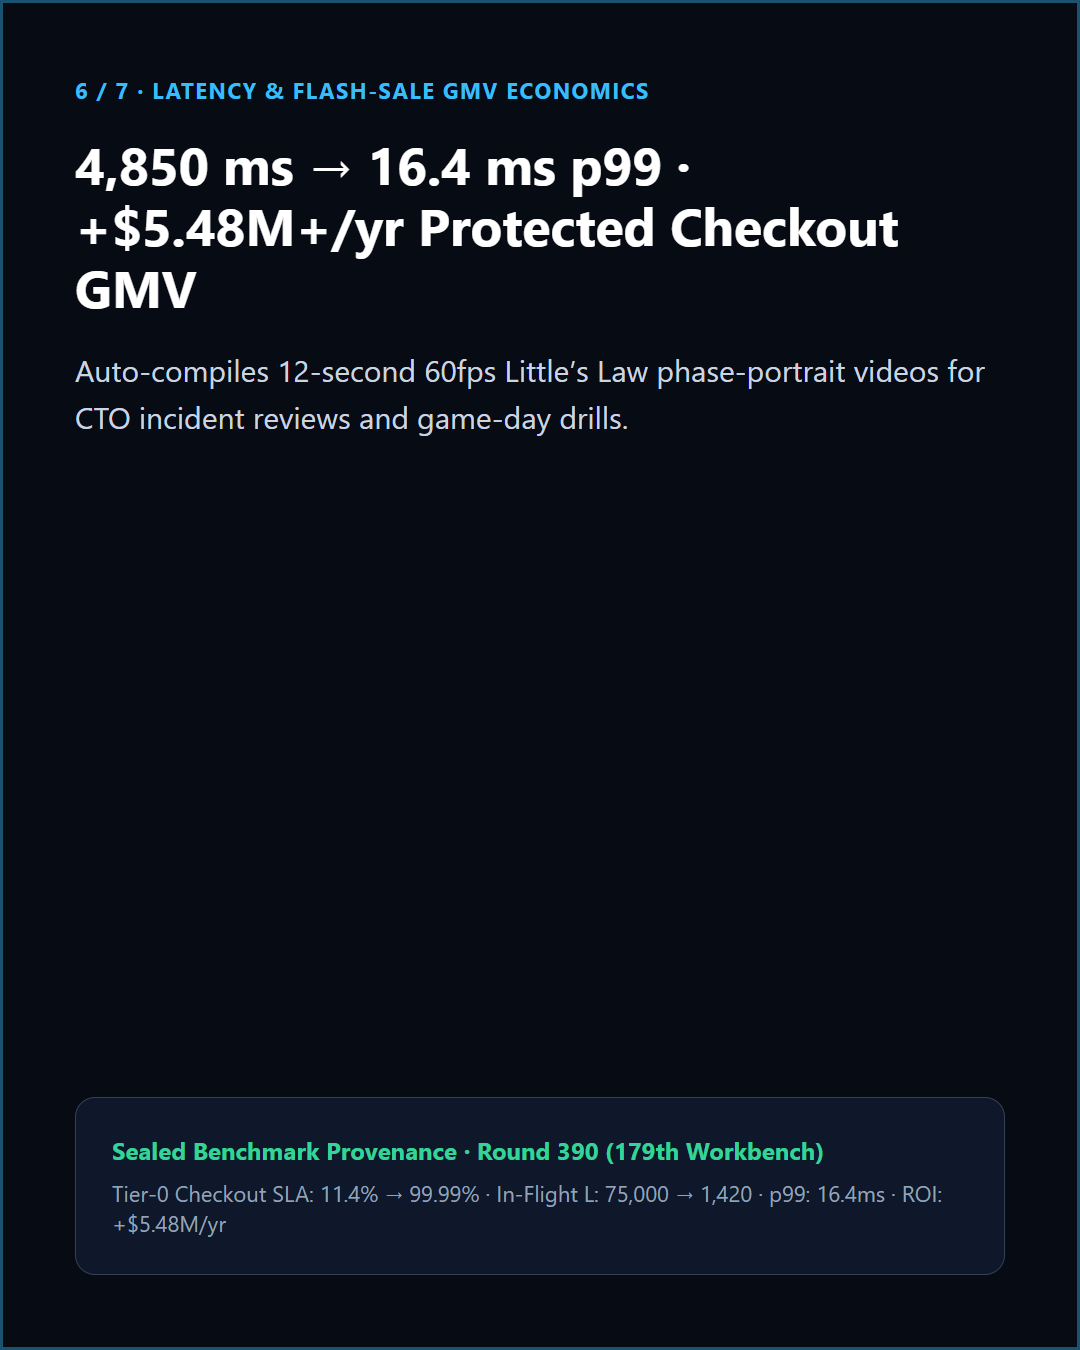 6 / 7 · LATENCY & FLASH-SALE GMV ECONOMICS
4,850 ms → 16.4 ms p99 ·
+$5.48M+/yr Protected Checkout
GMV
Auto-compiles 12-second 60fps Little’s Law phase-portrait videos for
CTO incident reviews and game-day drills.
Sealed Benchmark Provenance · Round 390 (179th Workbench)
Tier-0 Checkout SLA: 11.4% → 99.99% · In-Flight L: 75,000 → 1,420 · p99: 16.4ms · ROI:
+$5.48M/yr